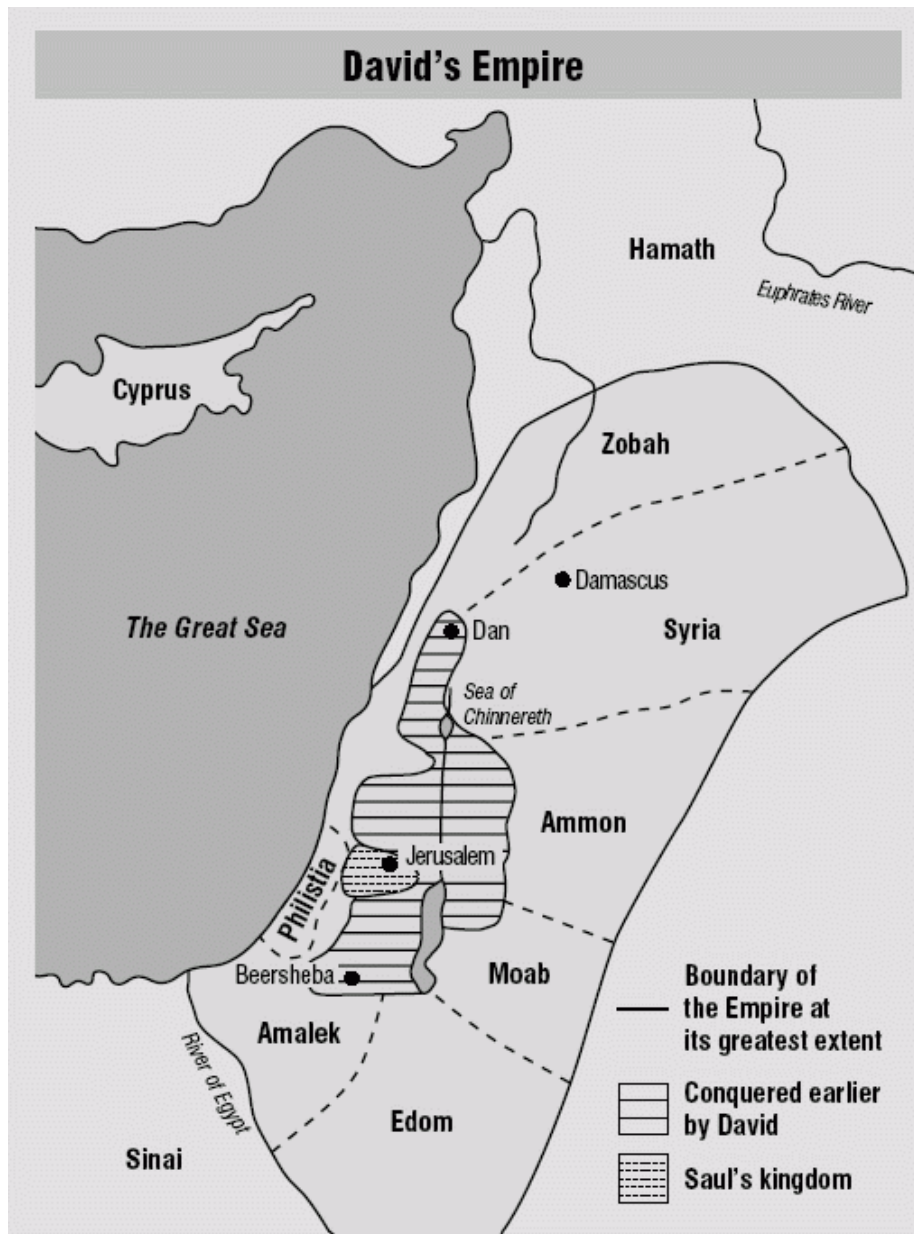 David's Empire
Hamath
Euphrates River
Cyprus
Zobah
Damascus
The Great Sea
Dan
Syria
Sea of
Chinnereth
Ammon
Jerusalem
Philistia
Beersheba
Moab
Amalek
River of Egypt
Edom
Sinai
Boundary of
the Empire at
its greatest extent
Conquered earlier
by David
Saul's kingdom